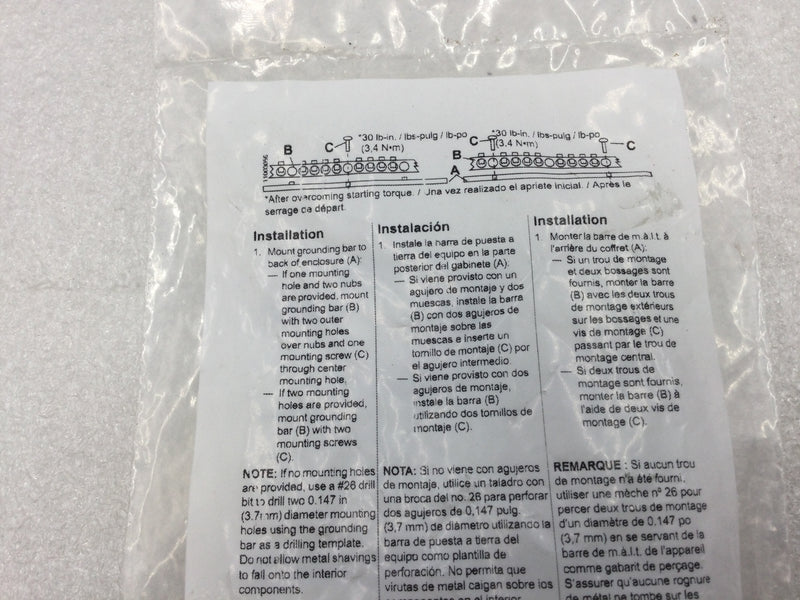 *30 lb-in. / lbs-pulg / lb-po
(3,4 N•m)
*30 lb-in. / lbs-pulg / lb-po
(3,4 N•m)
B
C
C
C
B
A
*After overcoming starting torque. / Una vez realizado el apriete inicial. / Après le
serrage de départ.
Installation
1. Mount grounding bar to
back of enclosure (A):
— If one mounting
hole and two nubs
are provided, mount
grounding bar (B)
with two outer
mounting holes
over nubs and one
mounting screw (C)
through center
mounting hole.
— If two mounting
holes are provided,
mount grounding
bar (B) with two
mounting screws
(C).
NOTE: If no mounting holes
are provided, use a #26 drill
bit to drill two 0.147 in
(3.7 mm) diameter mounting
holes using the grounding
bar as a drilling template.
Do not allow metal shavings
to fall onto the interior
components.
Instalación
1. Instale la barra de puesta a
tierra del equipo en la parte
posterior del gabinete (A):
— Si viene provisto con un
agujero de montaje y dos
muescas, instale la barra
(B) con dos agujeros de
montaje sobre las
muescas e inserte un
tornillo de montaje (C) por
el agujero intermedio.
— Si viene provisto con dos
agujeros de montaje,
instale la barra (B)
utilizando dos tornillos de
montaje (C).
NOTA: Si no viene con agujeros
de montaje, utilice un taladro con
una broca del no. 26 para perforar
dos agujeros de 0,147 pulg.
(3,7 mm) de diámetro utilizando la
barra de puesta a tierra del
equipo como plantilla de
perforación. No permita que
virutas de metal caigan sobre los
componentes en el interior
Installation
1. Monter la barre de m.à.l.t. à
l'arrière du coffret (A):
— Si un trou de montage
et deux bossages sont
fournis, monter la barre
(B) avec les deux trous
de montage extérieurs
sur les bossages et une
vis de montage (C)
passant par le trou de
montage central.
— Si deux trous de
montage sont fournis,
monter la barre (B) à
l'aide de deux vis de
montage (C).
REMARQUE : Si aucun trou
de montage n'a été fourni,
utiliser une mèche n° 26 pour
percer deux trous de montage
d'un diamètre de 0,147 po
(3,7 mm) en se servant de la
barre de m.à.l.t. de l'appareil
comme gabarit de perçage.
S'assurer qu'aucune rognure
de métal ne tombe sur les